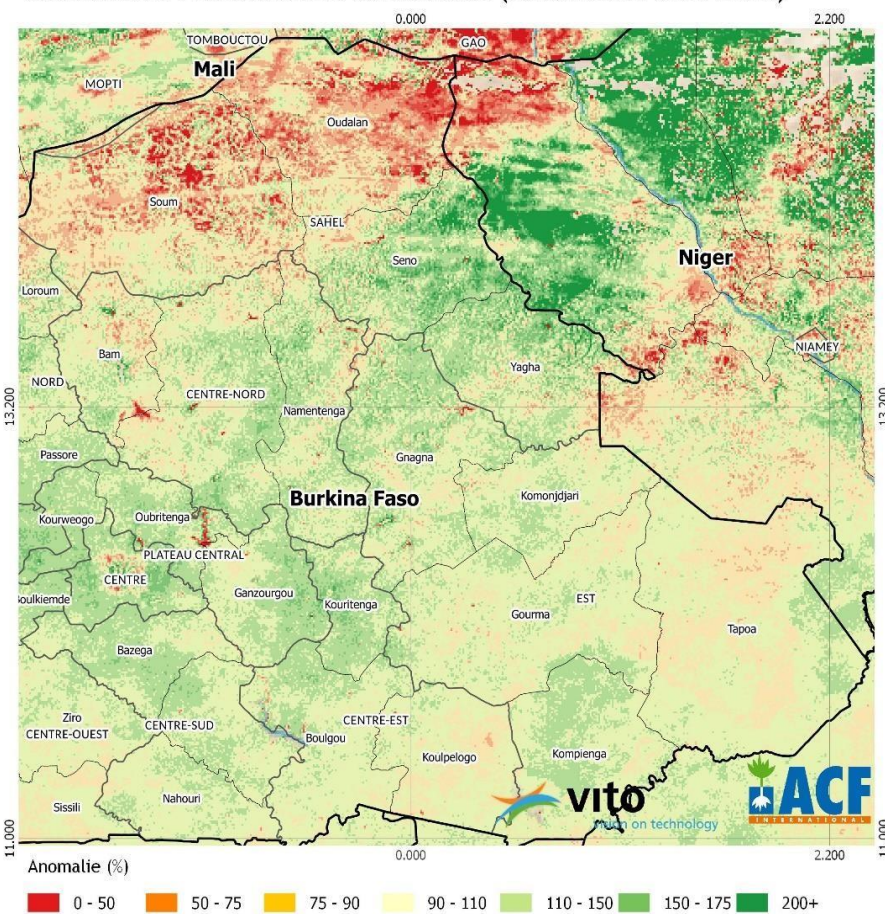 0.000
2.200
TOMBOUCTOU
GAO
Mali
MOPTI
Oudalan
Soum
SAHEL
Seno
Niger
Loroum
NIAMEY
Bam
Yagha
NORD
CENTRE-NORD
Namentenga
13.200
13.200
Passore
Gnagna
Komonjdjari
Burkina Faso
Kourweogo
Oubritenga
PLATEAU CENTRAL
CENTRE
Boulkiemde
Ganzourgou
Kouritenga
EST
Gourma
Tapoa
Bazega
Ziro
CENTRE-OUEST
CENTRE-SUD
CENTRE-EST
Boulgou
Koulpelogo
Kompienga
Sissili
Nahouri
vito
vision on technology
ACF
INTERNATIONAL
11.000
11.000
0.000
2.200
Anomalie (%)
0 - 50 50 - 75 75 - 90 90 - 110 110 - 150 150 - 175 200+